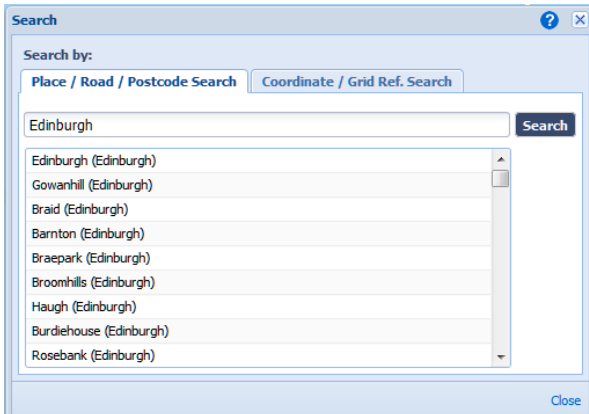 Search
Search by:
Place / Road / Postcode Search
Coordinate / Grid Ref. Search
Edinburgh
Search
Edinburgh (Edinburgh)
Gowanhill (Edinburgh)
Braid (Edinburgh)
Barnton (Edinburgh)
Braepark (Edinburgh)
Broomhills (Edinburgh)
Haugh (Edinburgh)
Burdiehouse (Edinburgh)
Rosebank (Edinburgh)
Close